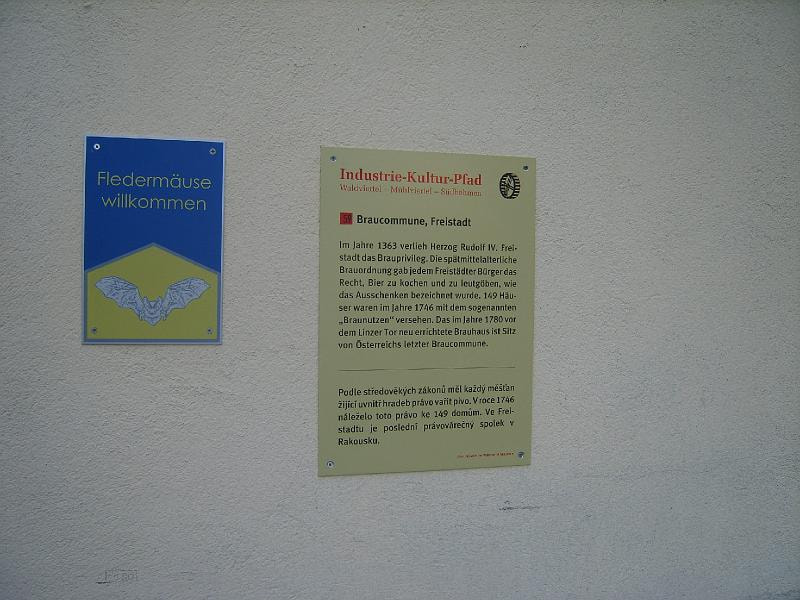 Fledermäuse
willkommen
Industrie-Kultur-Pfad
Waldviertel - Mühlviertel - Südböhmen
Braucommune, Freistadt
Im Jahre 1363 verlieh Herzog Rudolf IV. Frei-
stadt das Brauprivileg. Die spätmittelalterliche
Brauordnung gab jedem Freistädter Bürger das
Recht, Bier zu kochen und zu leutgöben, wie
das Ausschenken bezeichnet wurde. 149 Häu-
ser waren im Jahre 1746 mit dem sogenannten
„Braunutzen" versehen. Das im Jahre 1780 vor
dem Linzer Tor neu errichtete Brauhaus ist Sitz
von Österreichs letzter Braucommune.
Podle středověkých zákonů měl každý měšťan
žijící uvnitř hradeb právo vařit pivo. V roce 1746
náleželo toto právo ke 149 domům. Ve Frei-
stadtu je poslední právovárečný spolek v
Rakousku.